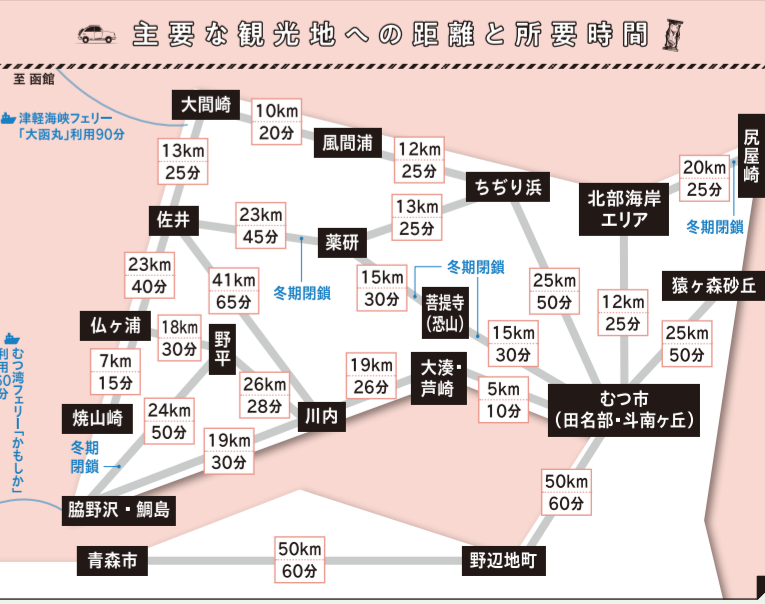 主要な観光地への距離と所要時間
至 函館
津軽海峡フェリー
「大函丸」利用90分
大間崎
10km
20分
風間浦
12km
25分
ちぢり浜
尻屋崎
20km
25分
冬期閉鎖
北部海岸
エリア
13km
25分
佐井
23km
45分
冬期閉鎖
薬研
13km
25分
23km
40分
41km
65分
15km
30分
冬期閉鎖
菩提寺
(恐山)
15km
30分
25km
50分
12km
25分
猿ヶ森砂丘
25km
50分
仏ヶ浦
18km
30分
野平
7km
15分
26km
28分
19km
26分
大湊・
芦崎
5km
10分
むつ市
(田名部・斗南ヶ丘)
焼山崎
24km
50分
川内
19km
30分
冬期
閉鎖
むつ湾フェリー「かもしか」
脇野沢・鯛島
50km
60分
青森市
50km
60分
野辺地町